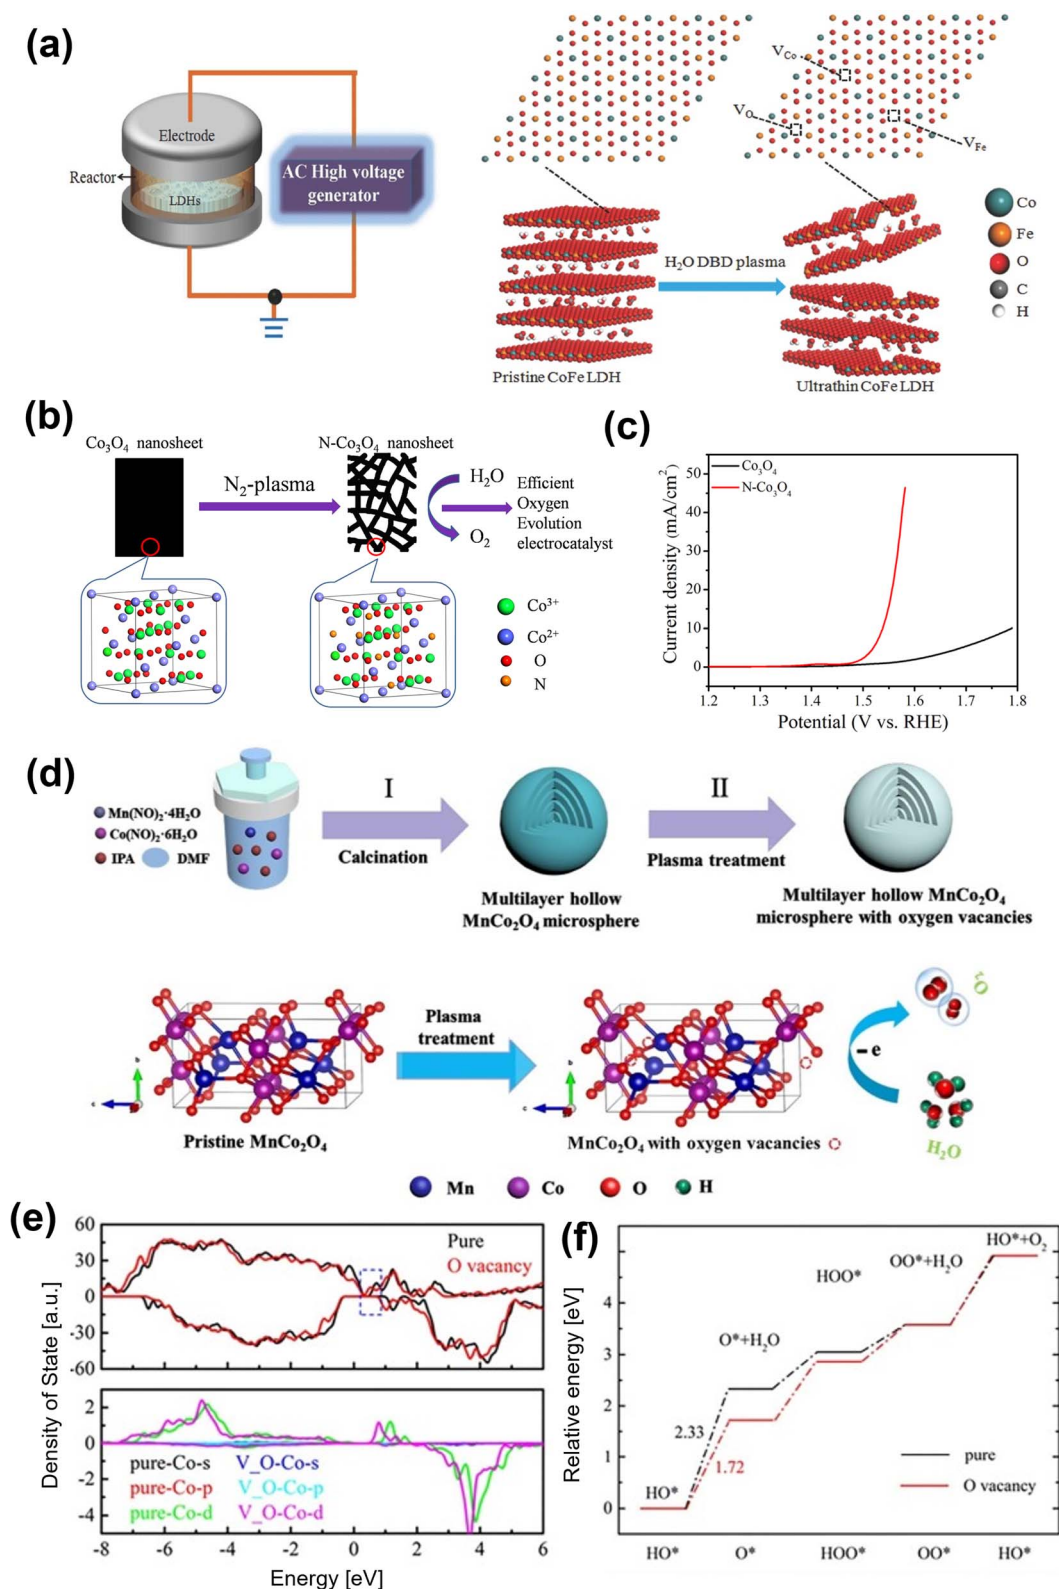 (a)
Electrode
Reactor
LDHs
AC High voltage
generator
V_Co
V_O
V_Fe
H₂O DBD plasma
Pristine CoFe LDH
Ultrathin CoFe LDH
Co
Fe
O
C
H
(b)
Co₃O₄ nanosheet
N-Co₃O₄ nanosheet
N₂-plasma
H₂O
O₂
Efficient
Oxygen
Evolution
electrocatalyst
Co³⁺
Co²⁺
O
N
(c)
Co₃O₄
N-Co₃O₄
Current density (mA/cm²)
50
45
40
35
30
25
20
15
10
5
0
1.2 1.3 1.4 1.5 1.6 1.7 1.8
Potential (V vs. RHE)
(d)
Mn(NO)₂·4H₂O
Co(NO)₂·6H₂O
IPA DMF
I
Calcination
Multilayer hollow
MnCo₂O₄ microsphere
II
Plasma treatment
Multilayer hollow MnCo₂O₄
microsphere with oxygen vacancies
b
c
Pristine MnCo₂O₄
Plasma
treatment
b
c
MnCo₂O₄ with oxygen vacancies
– e
H₂O
Mn Co O H
(e)
Density of State [a.u.]
60
30
0
-30
-60
Pure
O vacancy
2
0
-2
-4
pure-Co-s V_O-Co-s
pure-Co-p V_O-Co-p
pure-Co-d V_O-Co-d
-8 -6 -4 -2 0 2 4 6
Energy [eV]
(f)
Relative energy [eV]
5
4
3
2
1
0
HO*+O₂
OO*+H₂O
HOO*
O*+H₂O
2.33
1.72
HO*
pure
O vacancy
HO* O* HOO* OO* HO*